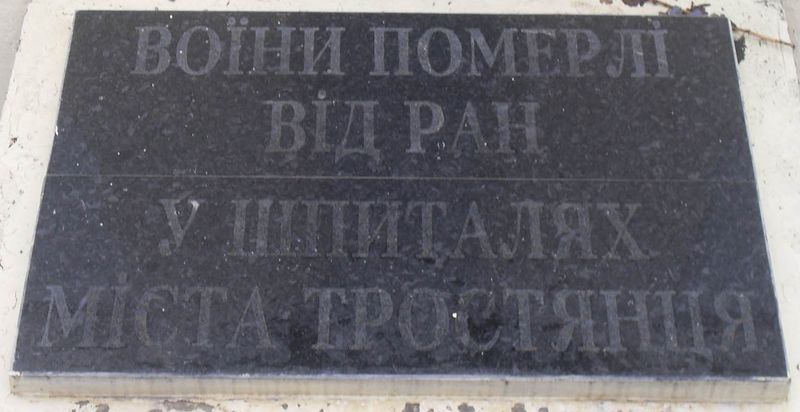 ВОЇНИ ПОМЕРЛІ
ВІД РАН
У ШПИТАЛЯХ
МІСТА ТРОСТЯНЦЯ